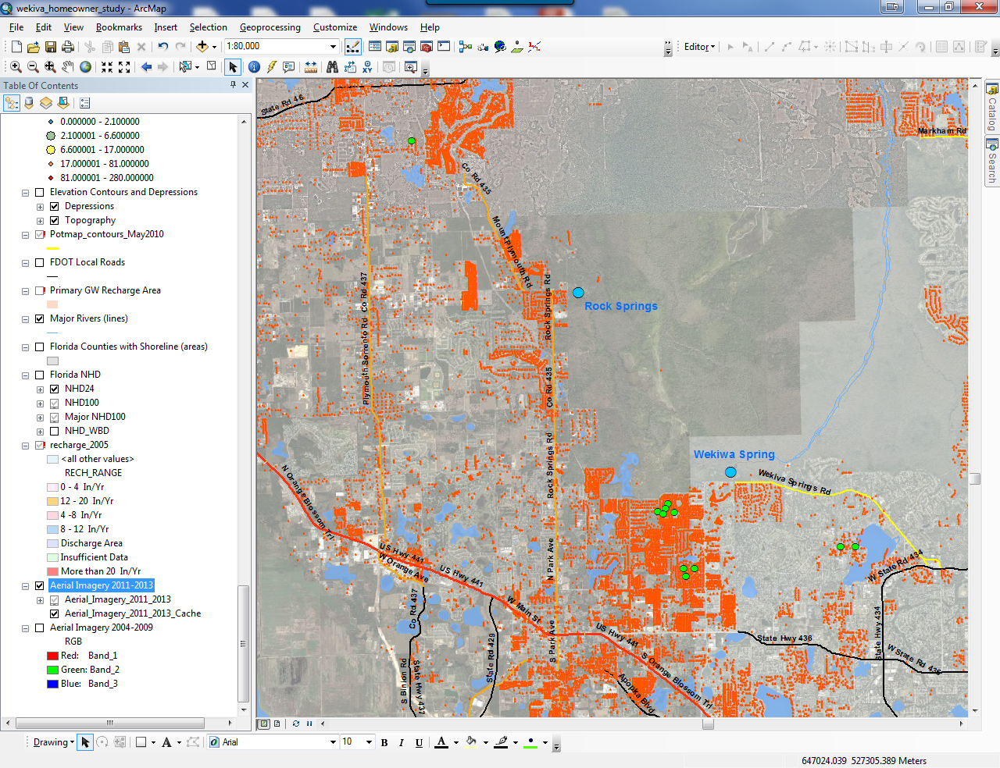 wekiva_homeowner_study - ArcMap
File Edit View Bookmarks Insert Selection Geoprocessing Customize Windows Help
1:80,000
Editor
Table Of Contents
0.000000 - 2.100000
2.100001 - 6.600000
6.600001 - 17.000000
17.000001 - 81.000000
81.000001 - 280.000000
Elevation Contours and Depressions
Depressions
Topography
Potmap_contours_May2010
FDOT Local Roads
Primary GW Recharge Area
Major Rivers (lines)
Florida Counties with Shoreline (areas)
Florida NHD
NHD24
NHD100
Major NHD100
NHD_WBD
recharge_2005
<all other values>
RECH_RANGE
0 - 4 In/Yr
12 - 20 In/Yr
4 -8 In/Yr
8 - 12 In/Yr
Discharge Area
Insufficient Data
More than 20 In/Yr
Aerial Imagery 2011-2013
Aerial_Imagery_2011_2013
Aerial_Imagery_2011_2013_Cache
Aerial Imagery 2004-2009
RGB
Red: Band_1
Green: Band_2
Blue: Band_3
State Rd 46
Markham Rd
Co Rd 435
Mount Plymouth Rd
Plymouth Sorrento Rd
Co Rd 437
Rock Springs Rd
Rock Springs
Co Rd 435
Rock Springs Rd
Wekiwa Spring
Wekiva Springs Rd
N Orange Blossom Trl
US Hwy 441
W Orange Ave
US Hwy 441
N Park Ave
W State Rd 434
Co Rd 437
W Main St
S Park Ave
US Hwy 441
S Orange Blossom Trl
State Hwy 436
State Hwy 434
W State Rd 436
State Rd 429
S Binion Rd
State Hwy 437
Apopka Blvd
Catalog
Search
Drawing
Arial
10
B I U A
647024.039 527305.389 Meters